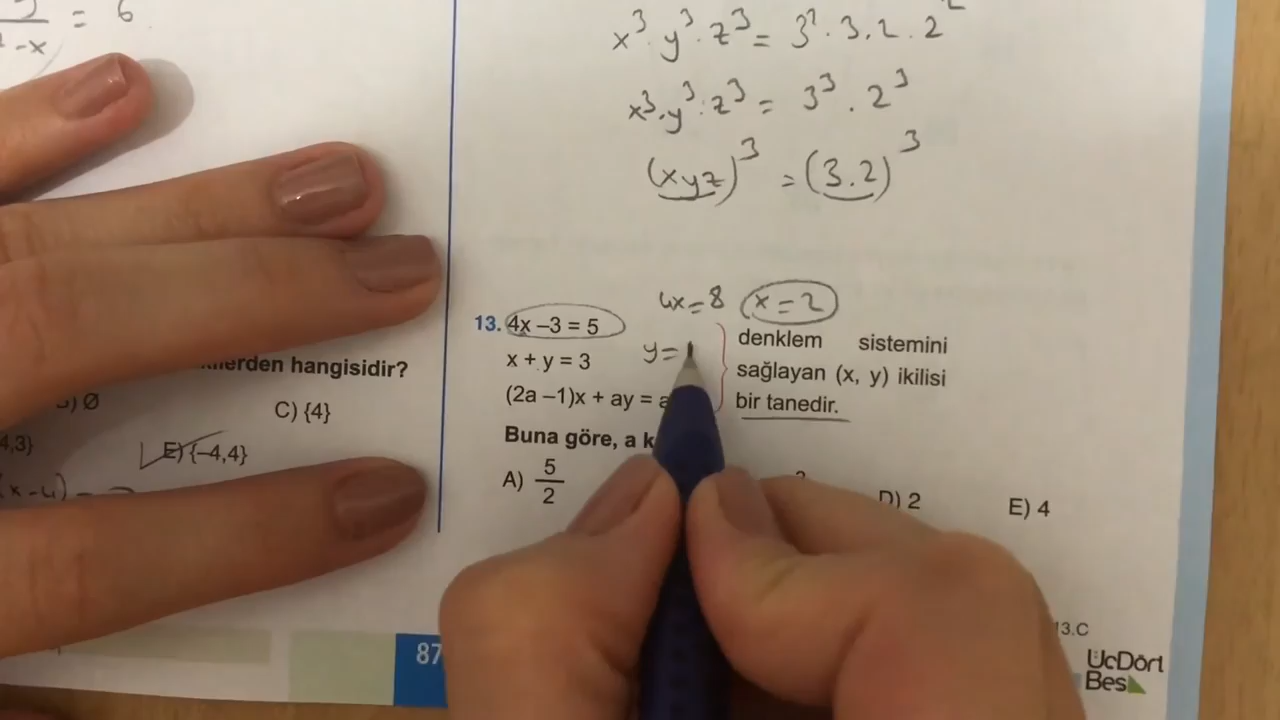 = 6
-x
hangisidir?
Ø
C) {4}
4,3}
E) {-4,4}
(x-4)
87
x³.y³.z³ = 3².3.2.2²
x³.y³.z³ = 3³.2³
(xyz)³ = (3.2)³
4x=8 x=2
13. 4x –3 = 5
y=
x + y = 3
(2a –1)x + ay =
denklem sistemini
sağlayan (x, y) ikilisi
bir tanedir.
Buna göre, a
A) 5/2
D) 2
E) 4
13.C
ÜçDört
Beş